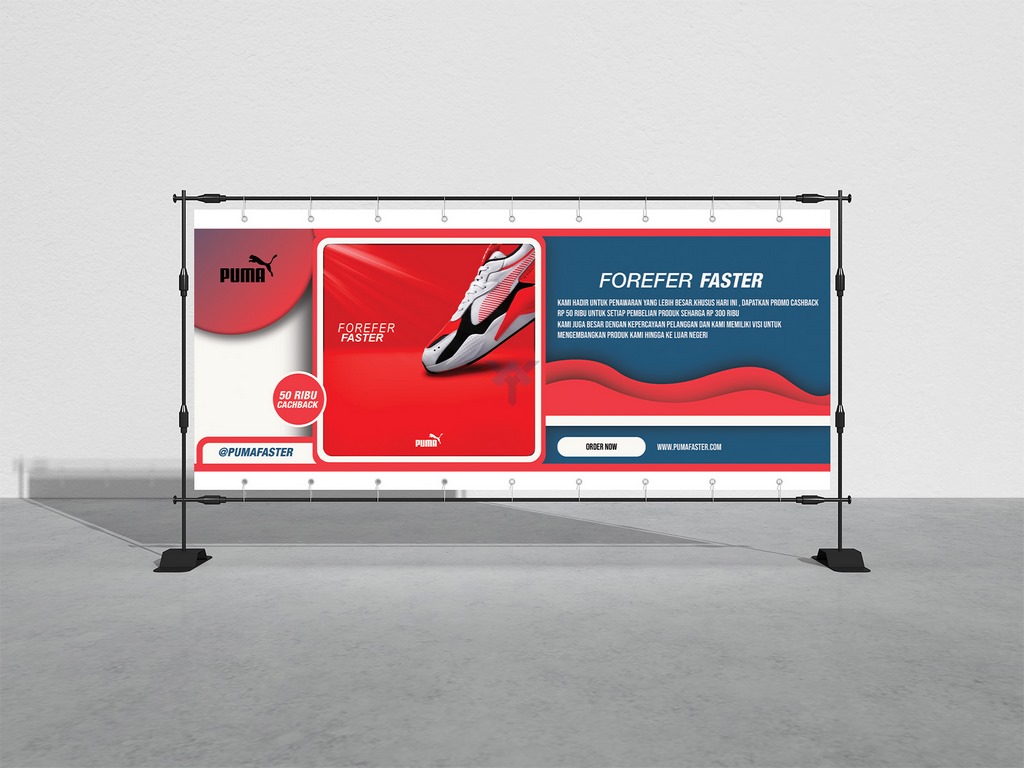 PUMA
FOREFER
FASTER
PUMA
50 RIBU
CACHBACK
@PUMAFASTER
FOREFER FASTER
KAMI HADIR UNTUK PENAWARAN YANG LEBIH BESAR.KHUSUS HARI INI , DAPATKAN PROMO CASHBACK
RP 50 RIBU UNTUK SETIAP PEMBELIAN PRODUK SEHARGA RP 300 RIBU
KAMI JUGA BESAR DENGAN KEPERCAYAAN PELANGGAN DAN KAMI MEMILIKI VISI UNTUK
MENGEMBANGKAN PRODUK KAMI HINGGA KE LUAR NEGERI
ORDER NOW
WWW.PUMAFASTER.COM